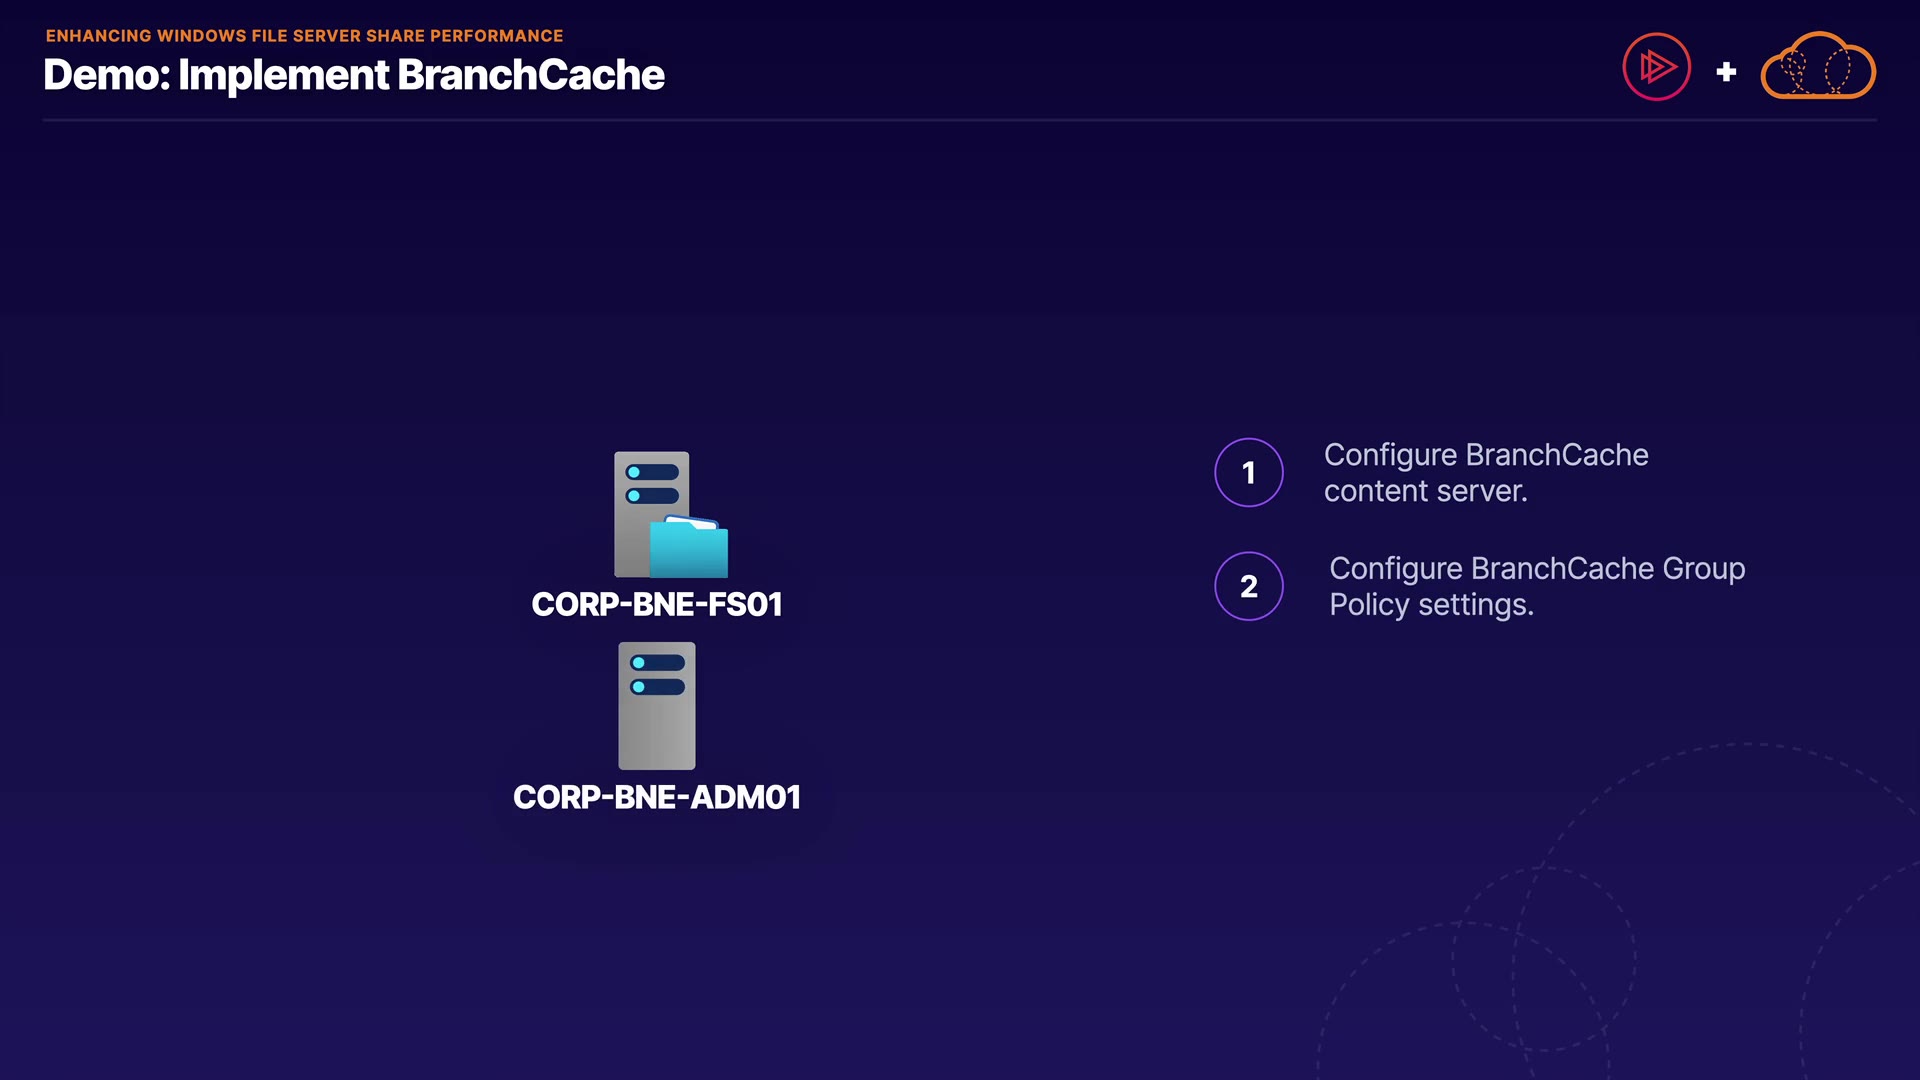 ENHANCING WINDOWS FILE SERVER SHARE PERFORMANCE
Demo: Implement BranchCache
+
CORP-BNE-FS01
CORP-BNE-ADM01
1
Configure BranchCache
content server.
2
Configure BranchCache Group
Policy settings.